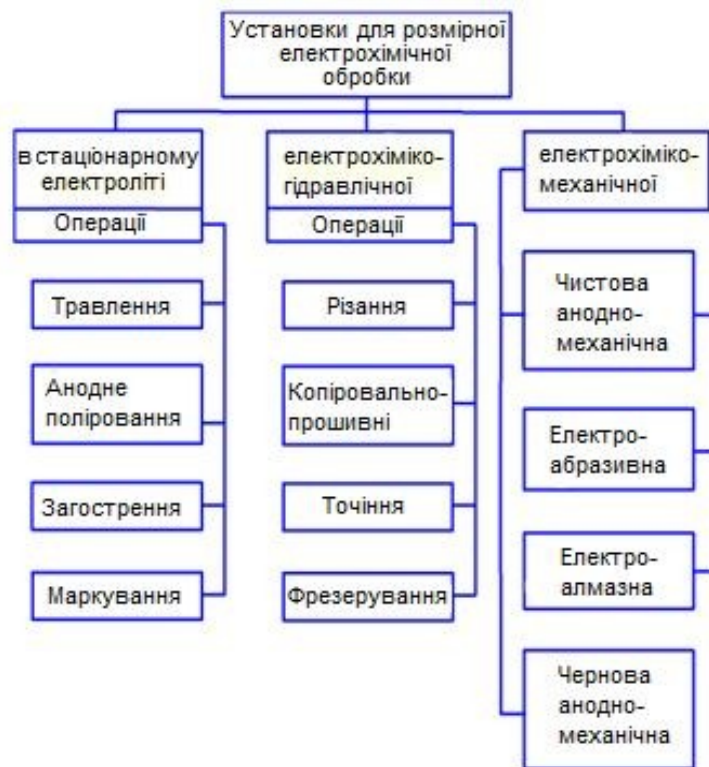 Установки для розмірної
електрохімічної
обробки
в стаціонарному
електроліті
Операції
Травлення
Анодне
полірование
Загострення
Маркування
електрохіміко-
гідравлічної
Операції
Різання
Копіровально-
прошивні
Точіння
Фрезерування
електрохіміко-
механічної
Чистова
анодно-
механічна
Електро-
абразивна
Електро-
алмазна
Чернова
анодно-
механічна